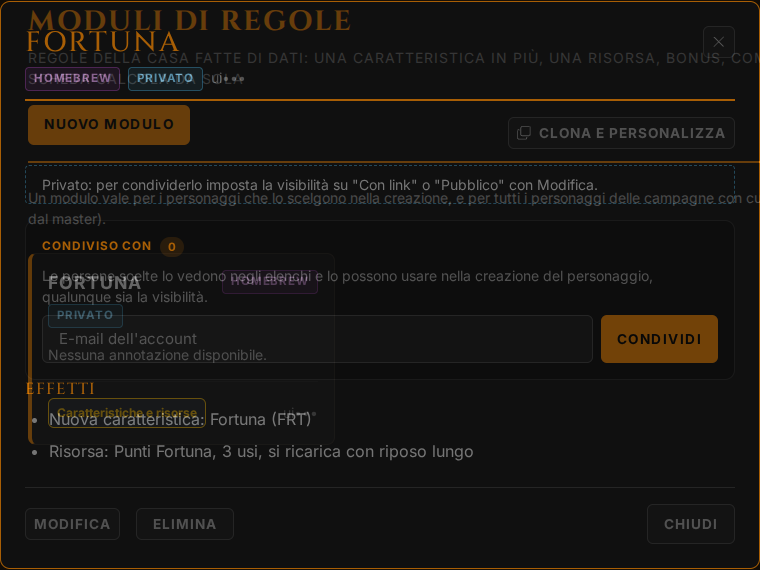 MODULI DI REGOLE
FORTUNA
REGOLE DELLA CASA FATTE DI DATI: UNA CARATTERISTICA IN PIÙ, UNA RISORSA, BONUS,
HOMEBREW PRIVATO
NUOVO MODULO
CLONA E PERSONALIZZA
Privato: per condividerlo imposta la visibilità su "Con link" o "Pubblico" con Modifica.
Un modulo vale per i personaggi che lo scelgono nella creazione, e per tutti i personaggi delle campagne con
dal master).
CONDIVISO CON 0
Le persone scelte lo vedono negli elenchi e lo possono usare nella creazione del personaggio,
FORTUNA HOMEBREW
qualunque sia la visibilità.
PRIVATO
E-mail dell'account
CONDIVIDI
Nessuna annotazione disponibile.
EFFETTI
Caratteristiche e risorse
• Nuova caratteristica: Fortuna (FRT)
• Risorsa: Punti Fortuna, 3 usi, si ricarica con riposo lungo
MODIFICA ELIMINA CHIUDI